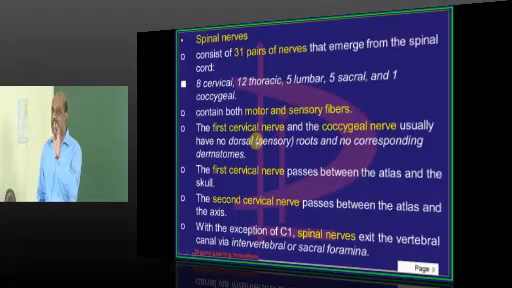 Spinal nerves
consist of 31 pairs of nerves that emerge from the spinal
cord:
8 cervical, 12 thoracic, 5 lumbar, 5 sacral, and 1
coccygeal.
contain both motor and sensory fibers.
The first cervical nerve and the coccygeal nerve usually
have no dorsal (sensory) roots and no corresponding
dermatomes.
The first cervical nerve passes between the atlas and the
skull.
The second cervical nerve passes between the atlas and
the axis.
With the exception of C1, spinal nerves exit the vertebral
canal via intervertebral or sacral foramina.
Page